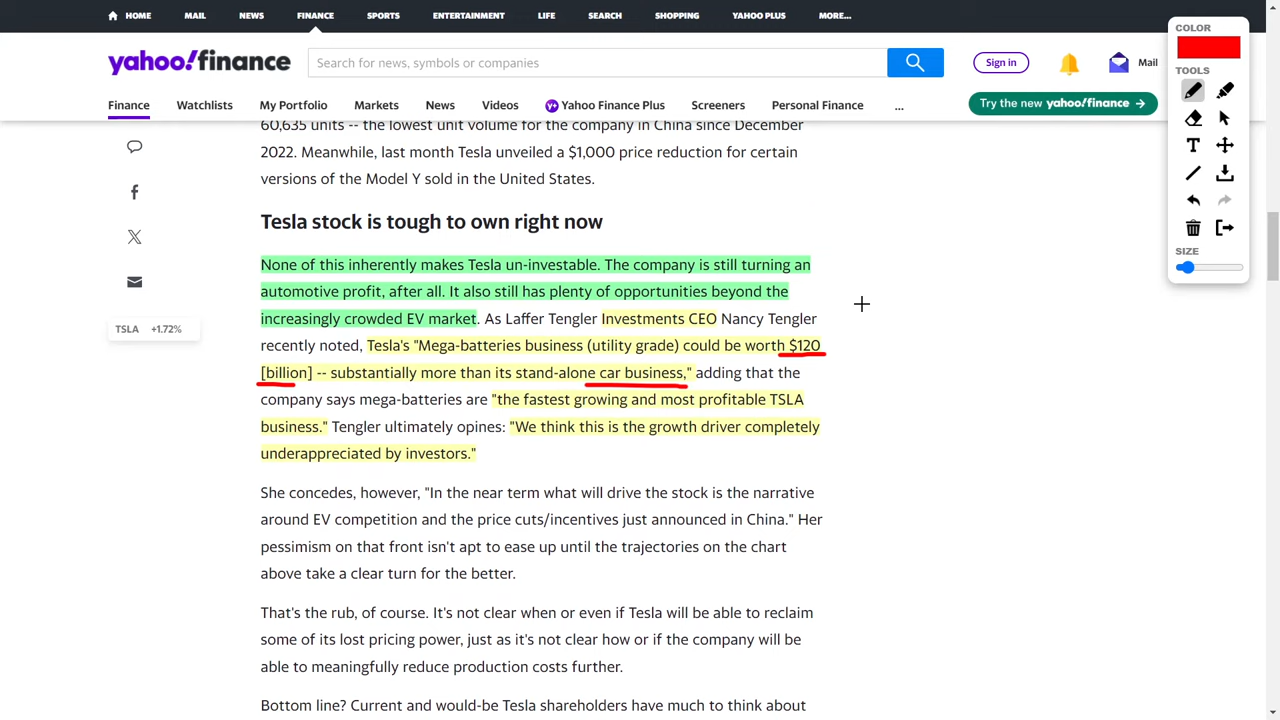 HOME MAIL NEWS FINANCE SPORTS ENTERTAINMENT LIFE SEARCH SHOPPING YAHOO PLUS MORE...
COLOR
yahoo!finance Search for news, symbols or companies Sign in Mail
TOOLS
Finance Watchlists My Portfolio Markets News Videos Yahoo Finance Plus Screeners Personal Finance ... Try the new yahoo!finance →
60,635 units -- the lowest unit volume for the company in China since December
2022. Meanwhile, last month Tesla unveiled a $1,000 price reduction for certain
versions of the Model Y sold in the United States.
Tesla stock is tough to own right now
SIZE
None of this inherently makes Tesla un-investable. The company is still turning an
automotive profit, after all. It also still has plenty of opportunities beyond the
increasingly crowded EV market. As Laffer Tengler Investments CEO Nancy Tengler
TSLA +1.72%
recently noted, Tesla's "Mega-batteries business (utility grade) could be worth $120
[billion] -- substantially more than its stand-alone car business," adding that the
company says mega-batteries are "the fastest growing and most profitable TSLA
business." Tengler ultimately opines: "We think this is the growth driver completely
underappreciated by investors."
She concedes, however, "In the near term what will drive the stock is the narrative
around EV competition and the price cuts/incentives just announced in China." Her
pessimism on that front isn't apt to ease up until the trajectories on the chart
above take a clear turn for the better.
That's the rub, of course. It's not clear when or even if Tesla will be able to reclaim
some of its lost pricing power, just as it's not clear how or if the company will be
able to meaningfully reduce production costs further.
Bottom line? Current and would-be Tesla shareholders have much to think about